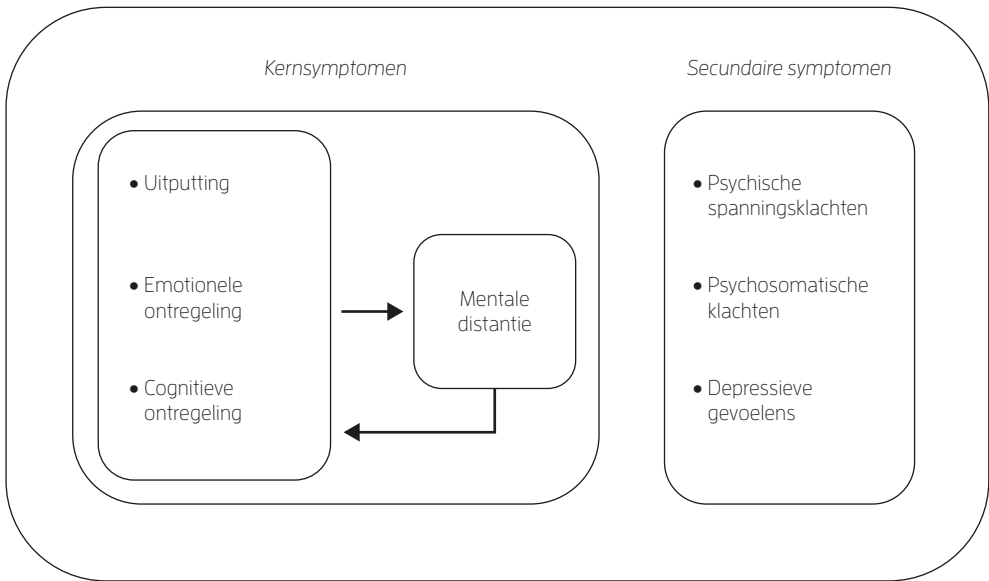 Kernsymptomen
Secundaire symptomen
• Uitputting
• Emotionele
ontregeling
• Cognitieve
ontregeling
Mentale
distantie
• Psychische
spanningsklachten
• Psychosomatische
klachten
• Depressieve
gevoelens